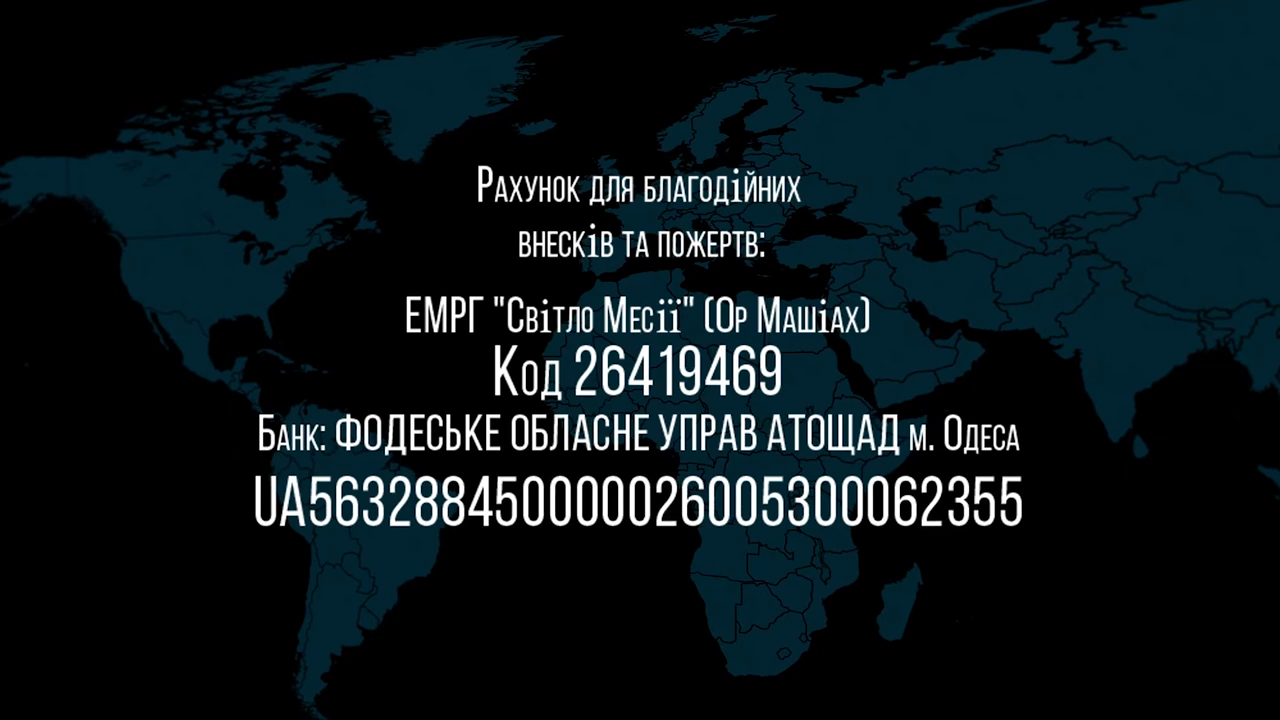 Рахунок для благодійних
внесків та пожертв:
ЕМРГ "Світло Месії" (Ор Машіах)
Код 26419469
Банк: ФОДЕСЬКЕ ОБЛАСНЕ УПРАВ АТОЩАД м. Одеса
UA563288450000026005300062355